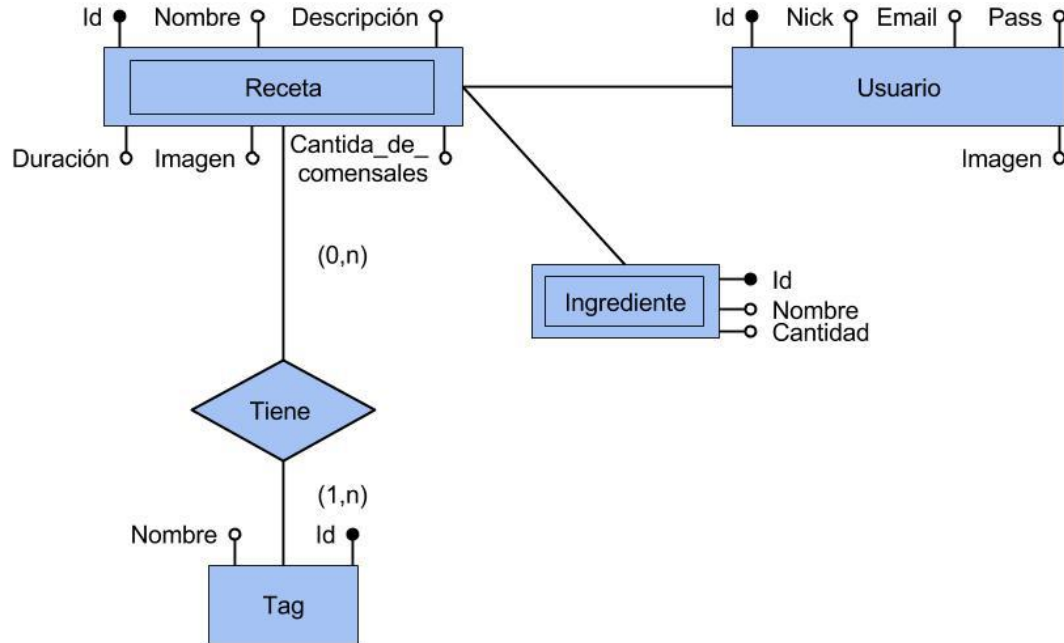 Id
Nombre
Descripción
Id
Nick
Email
Pass
Receta
Usuario
Duración
Imagen
Cantida_de_
comensales
Imagen
(0,n)
Ingrediente
Id
Nombre
Cantidad
Tiene
(1,n)
Nombre
Id
Tag